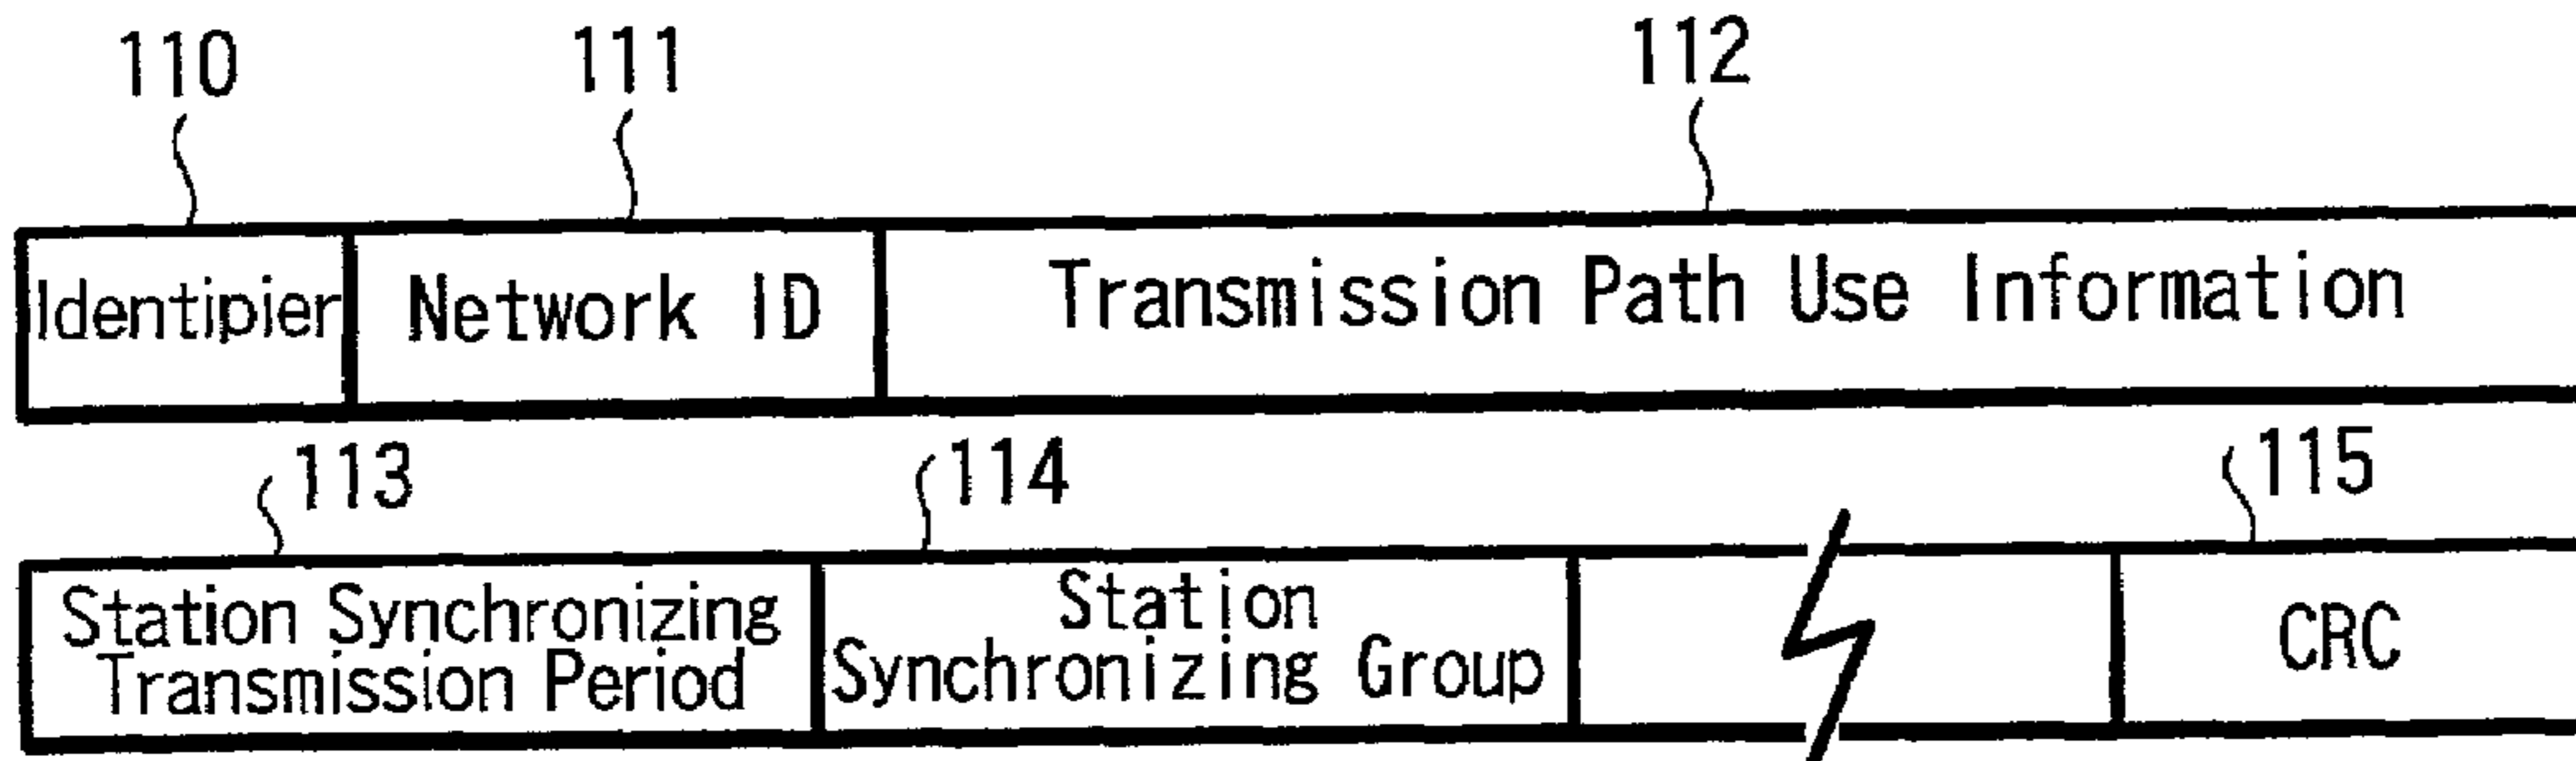 110 111 112
Identipier Network ID Transmission Path Use Information
113 114 115
Station Synchronizing
Transmission Period
Station
Synchronizing Group
CRC